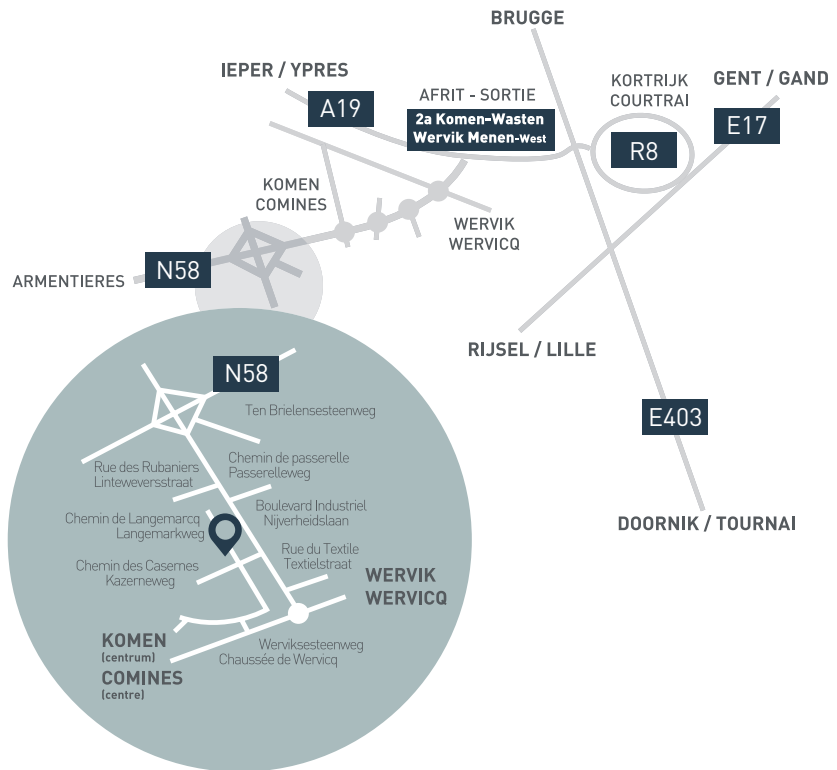 BRUGGE
IEPER / YPRES
GENT / GAND
KORTRIJK
COURTRAI
AFRIT - SORTIE
A19
2a Komen-Wasten
Wervik Menen-West
E17
R8
KOMEN
COMINES
WERVIK
WERVICQ
N58
ARMENTIERES
RIJSEL / LILLE
N58
E403
Ten Brielensesteenweg
Chemin de passerelle
Passerelleweg
Rue des Rubaniers
Linteweversstraat
Boulevard Industriel
Nijverheidslaan
Chemin de Langemarcq
Langemarkweg
DOORNIK / TOURNAI
Rue du Textile
Textielstraat
Chemin des Casernes
Kazerneweg
WERVIK
WERVICQ
KOMEN
(centrum)
COMINES
(centre)
Werviksesteenweg
Chaussée de Wervicq